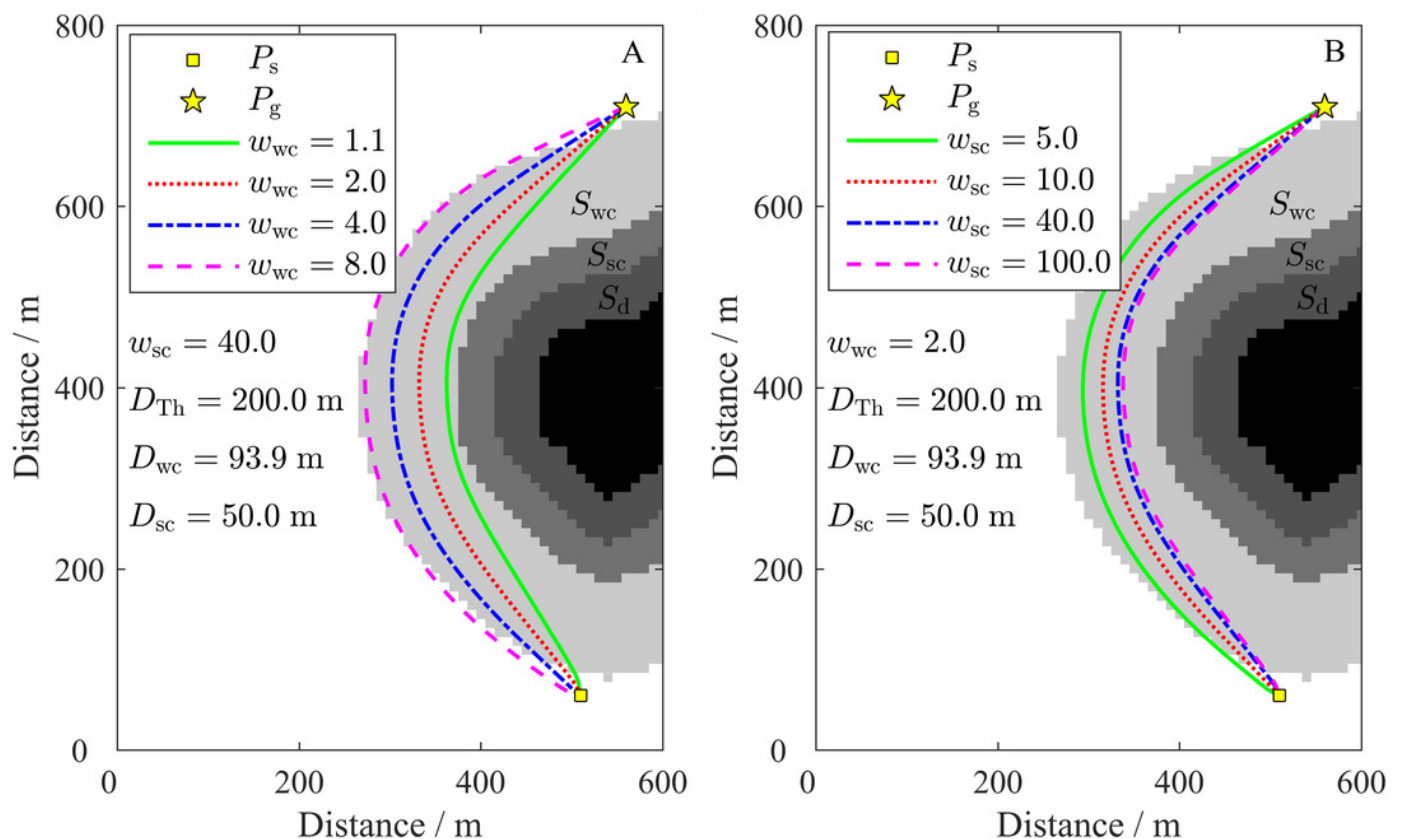 A
P_s
P_g
w_wc = 1.1
w_wc = 2.0
w_wc = 4.0
w_wc = 8.0
S_wc
S_sc
S_d
w_sc = 40.0
D_Th = 200.0 m
D_wc = 93.9 m
D_sc = 50.0 m
800
600
400
200
0
0 200 400 600
Distance / m
Distance / m
B
P_s
P_g
w_sc = 5.0
w_sc = 10.0
w_sc = 40.0
w_sc = 100.0
S_wc
S_sc
S_d
w_wc = 2.0
D_Th = 200.0 m
D_wc = 93.9 m
D_sc = 50.0 m
800
600
400
200
0
0 200 400 600
Distance / m
Distance / m